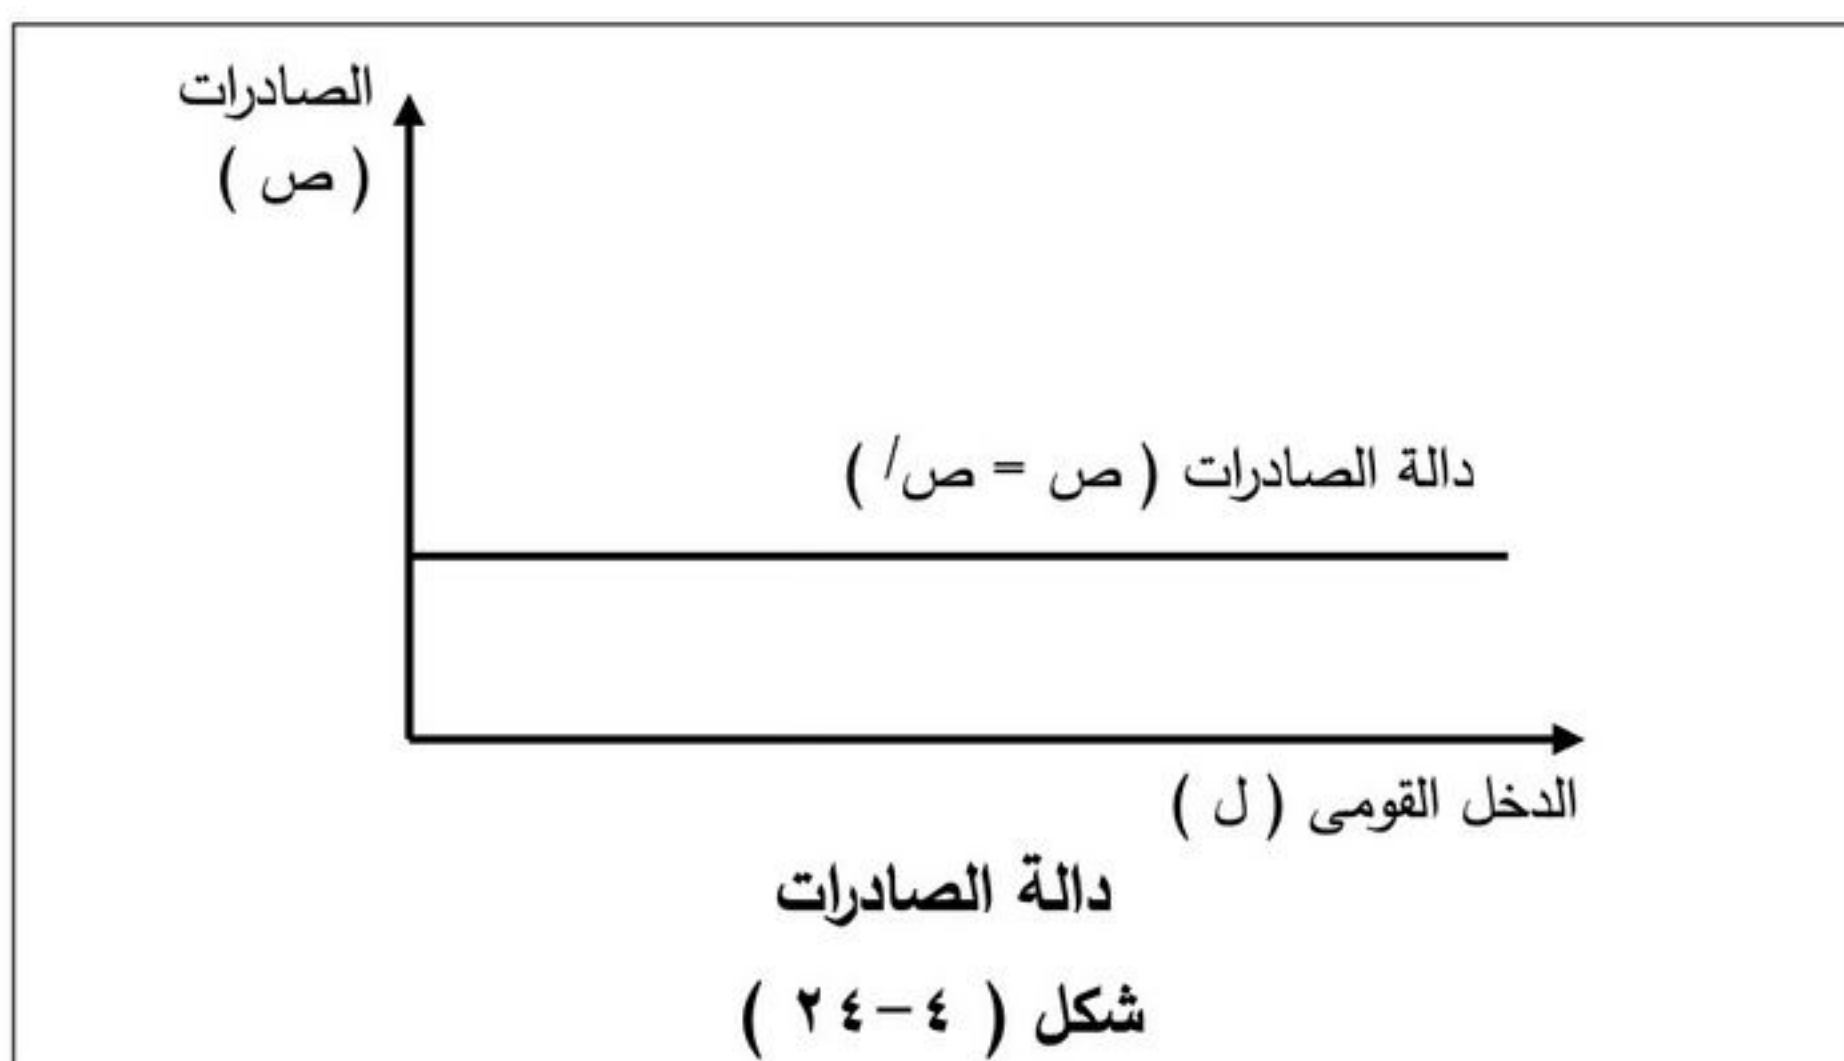 الصادرات
( ص )
دالة الصادرات ( ص = ص/ )
الدخل القومى ( ل )
دالة الصادرات
شكل ( ٤-٢٤ )